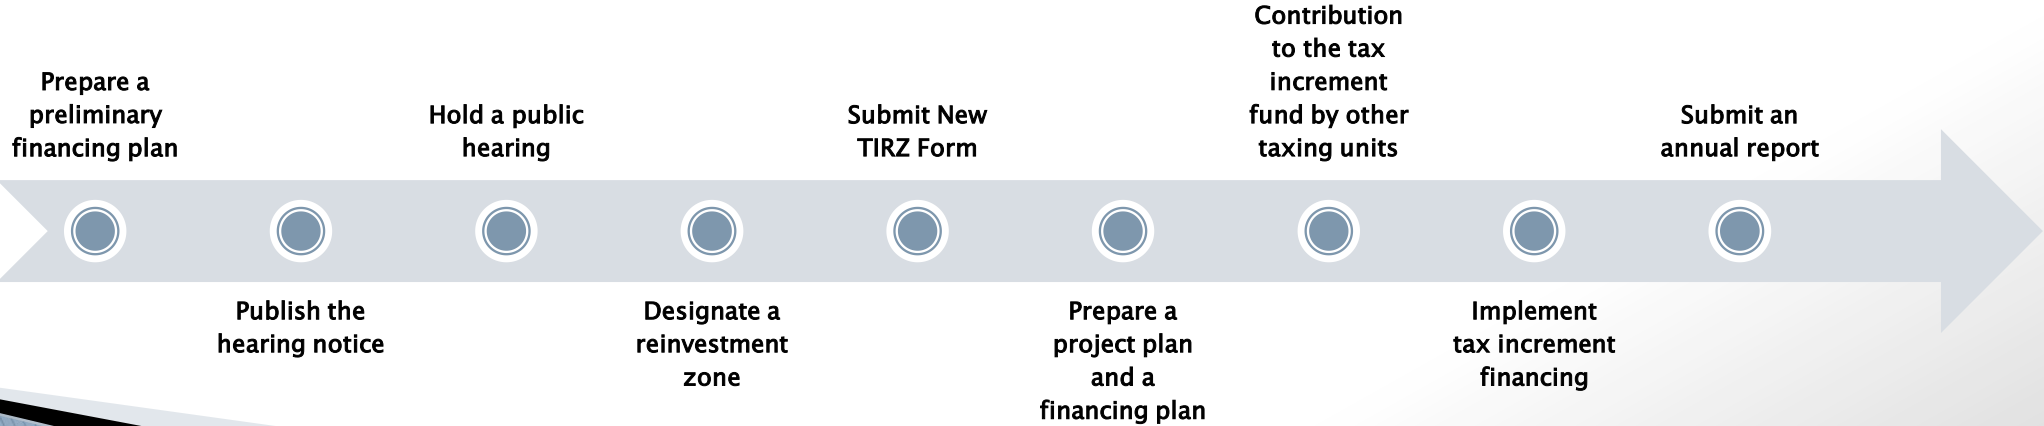 Prepare a
preliminary
financing plan
Publish the
hearing notice
Hold a public
hearing
Designate a
reinvestment
zone
Submit New
TIRZ Form
Prepare a
project plan
and a
financing plan
Contribution
to the tax
increment
fund by other
taxing units
Implement
tax increment
financing
Submit an
annual report